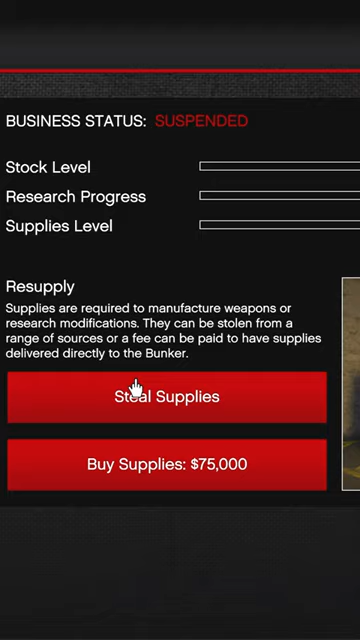 BUSINESS STATUS: SUSPENDED
Stock Level
Research Progress
Supplies Level
Resupply
Supplies are required to manufacture weapons or
research modifications. They can be stolen from a
range of sources or a fee can be paid to have supplies
delivered directly to the Bunker.
Steal Supplies
Buy Supplies: $75,000